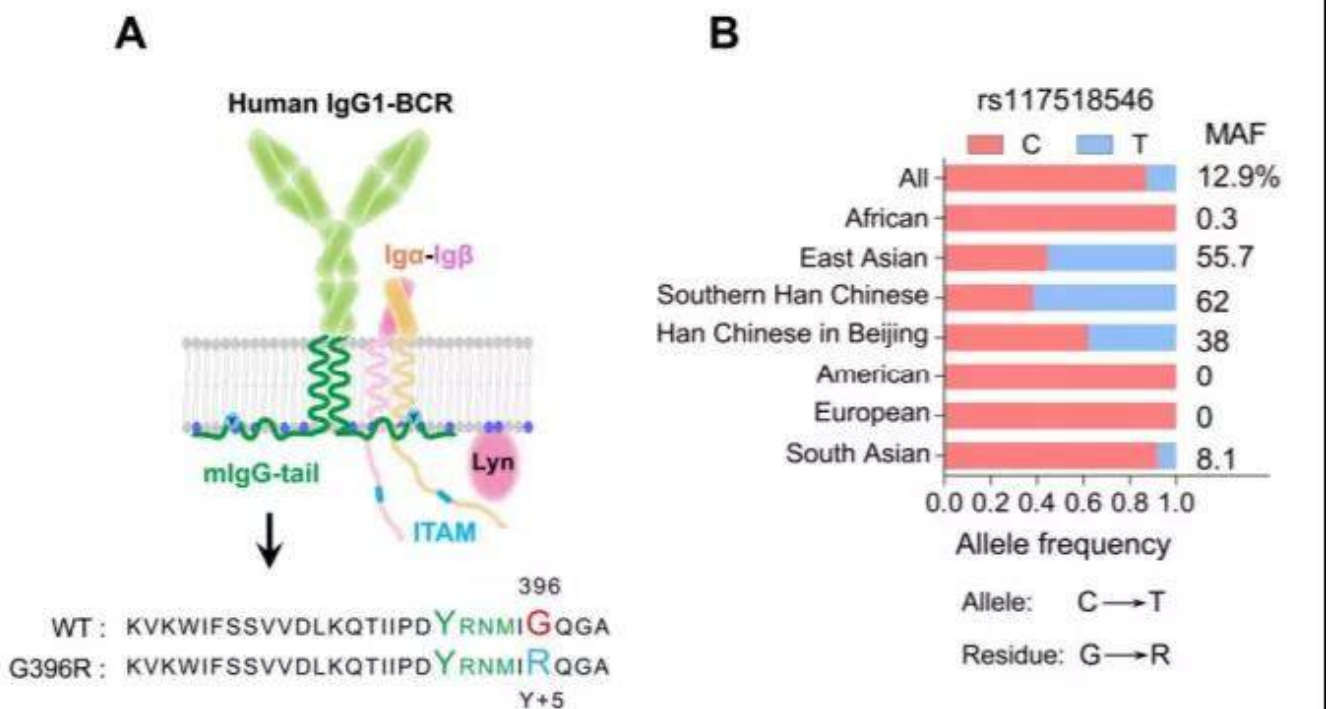 A
Human IgG1-BCR
Igα-Igβ
mIgG-tail
Lyn
ITAM
396
WT : KVKWIFSSVVDLKQTIIPDYRNMIGQGA
G396R : KVKWIFSSVVDLKQTIIPDYRNMIRQGA
Y+5
B
rs117518546
C T MAF
All 12.9%
African 0.3
East Asian 55.7
Southern Han Chinese 62
Han Chinese in Beijing 38
American 0
European 0
South Asian 8.1
0.0 0.2 0.4 0.6 0.8 1.0
Allele frequency
Allele: C→T
Residue: G→R